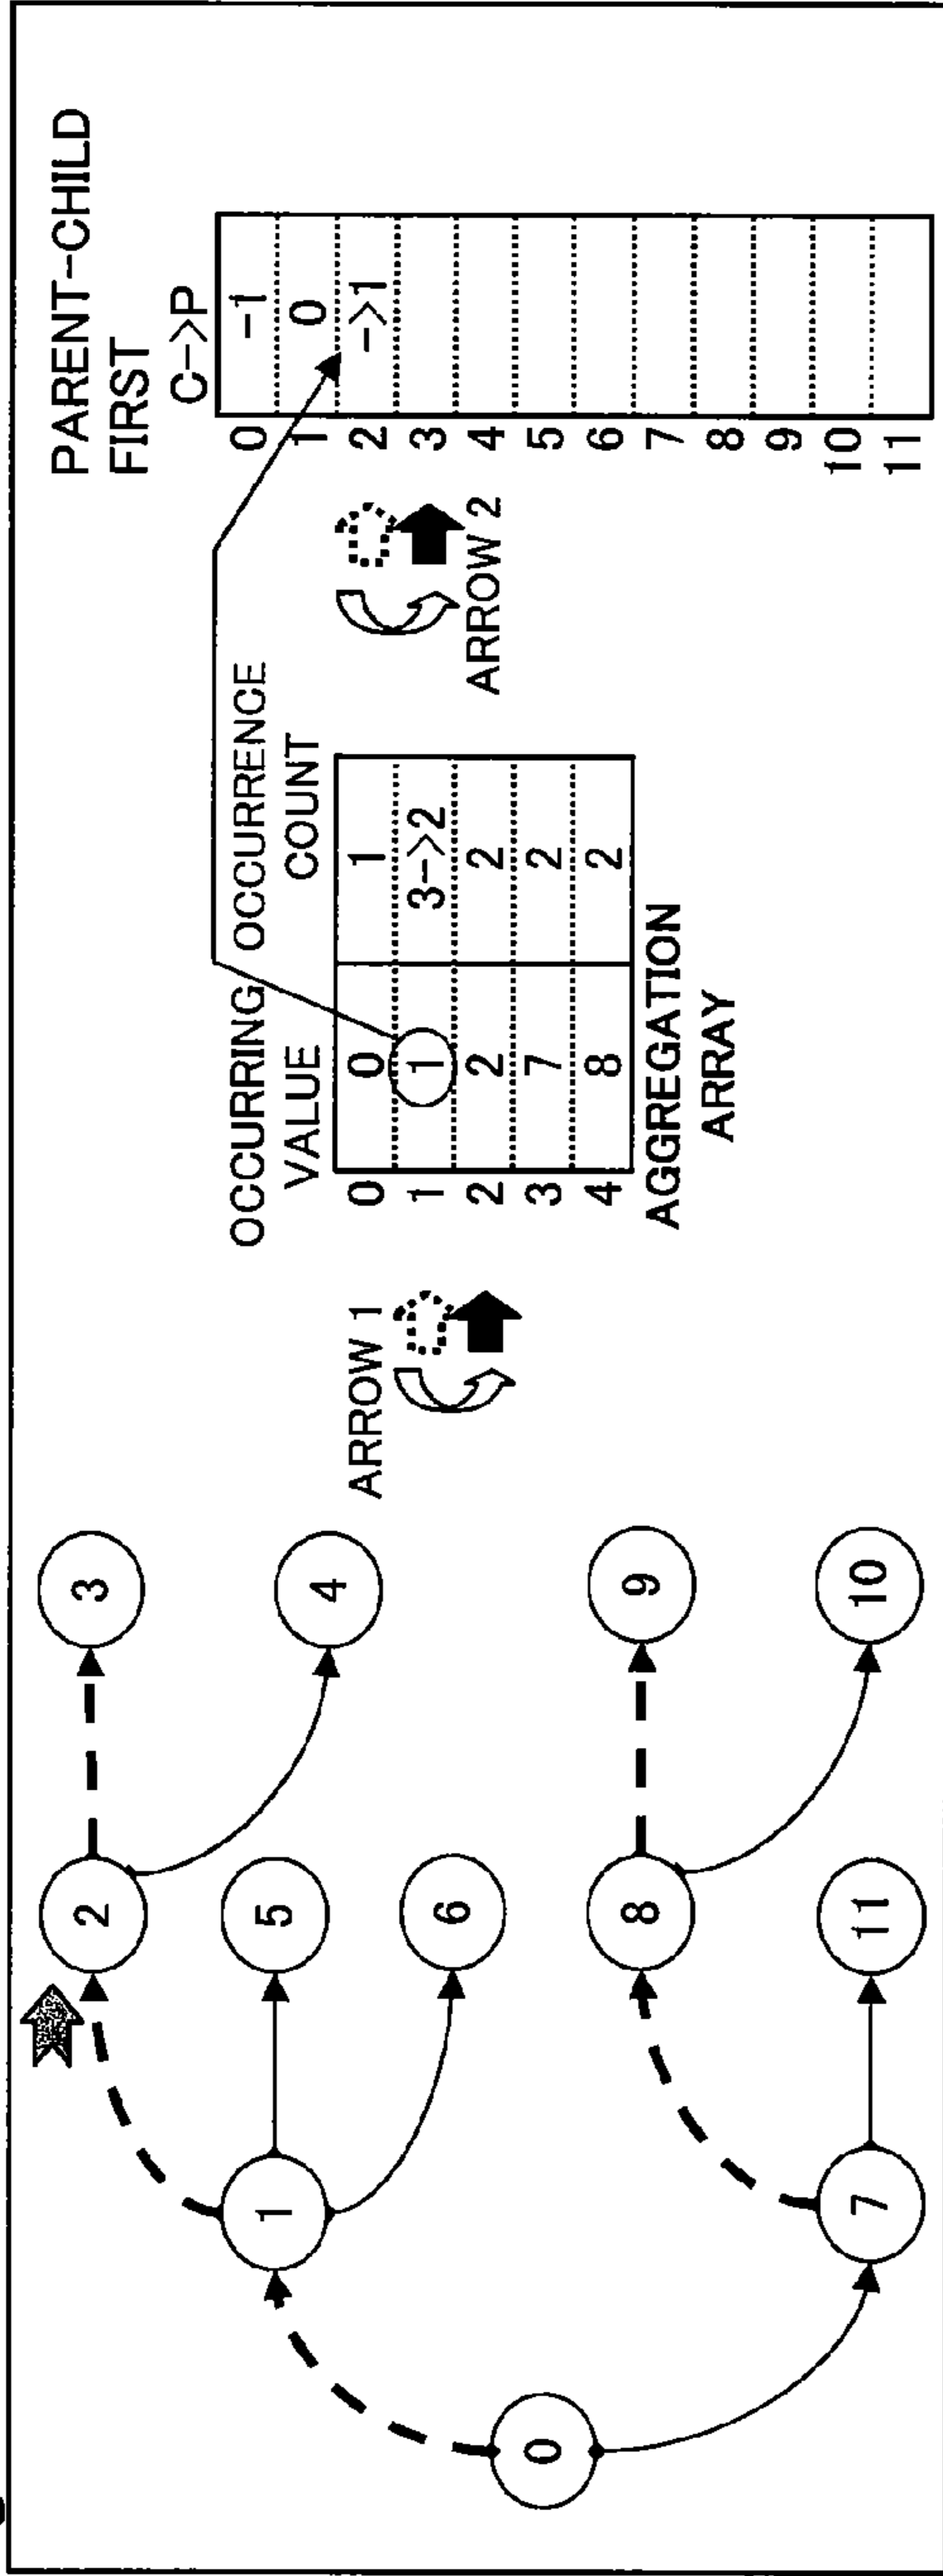 0
1
2
3
4
5
6
7
8
9
10
11
ARROW 1
OCCURRING OCCURRENCE
VALUE COUNT
0 0 1
1 1 3->2
2 2 2
3 7 2
4 8 2
AGGREGATION
ARRAY
ARROW 2
PARENT-CHILD
FIRST
C->P
0 -1
1 0
2 ->1
3
4
5
6
7
8
9
10
11